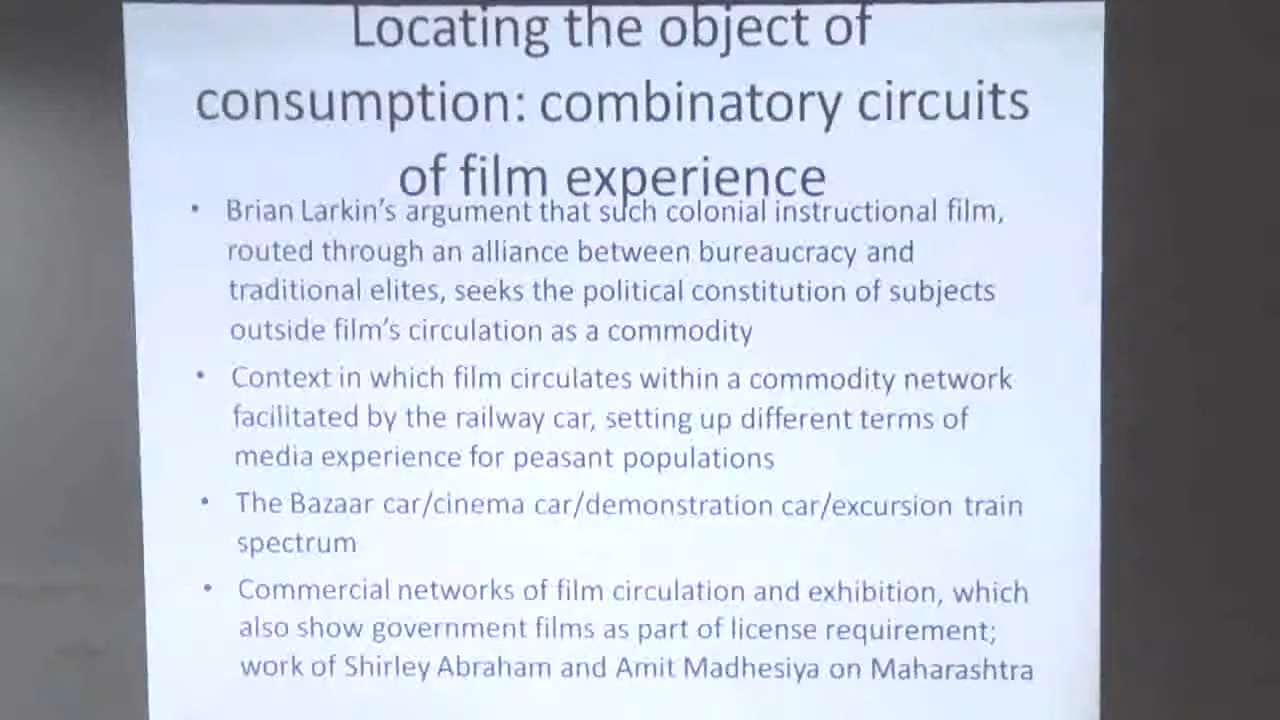 Locating the object of
consumption: combinatory circuits
of film experience
• Brian Larkin's argument that such colonial instructional film,
routed through an alliance between bureaucracy and
traditional elites, seeks the political constitution of subjects
outside film's circulation as a commodity
• Context in which film circulates within a commodity network
facilitated by the railway car, setting up different terms of
media experience for peasant populations
• The Bazaar car/cinema car/demonstration car/excursion train
spectrum
• Commercial networks of film circulation and exhibition, which
also show government films as part of license requirement;
work of Shirley Abraham and Amit Madhesiya on Maharashtra